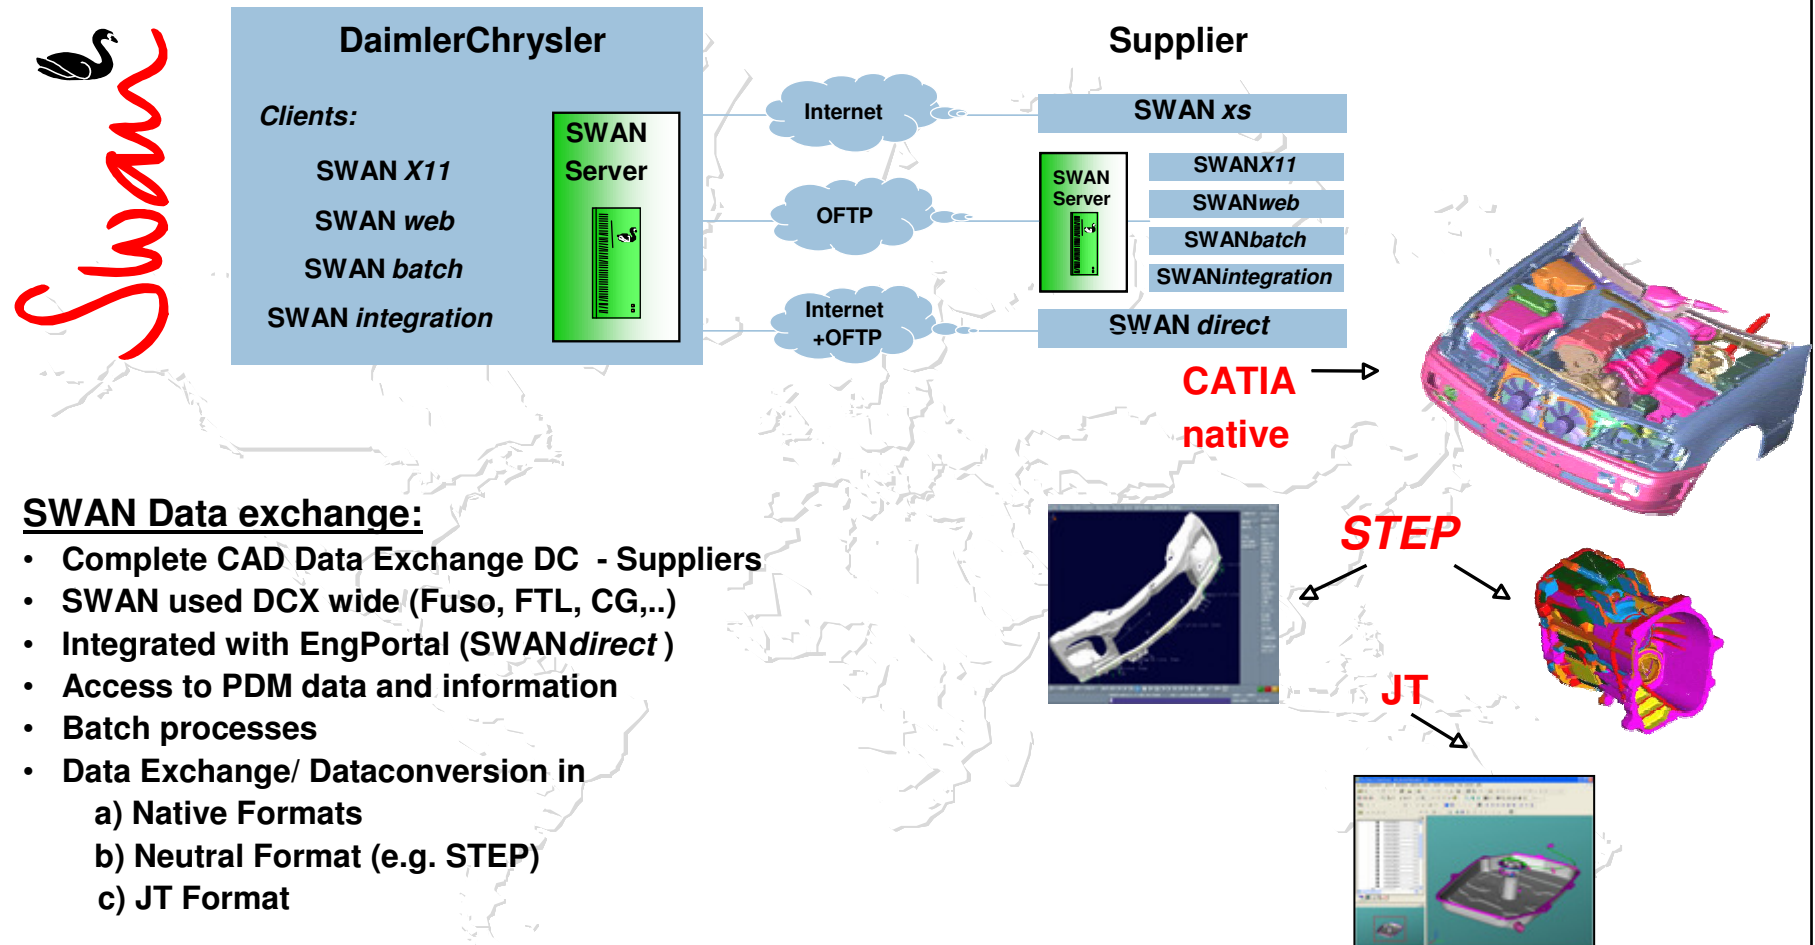 Swan
DaimlerChrysler
Clients:
SWAN X11
SWAN web
SWAN batch
SWAN integration
SWAN
Server
Internet
OFTP
Internet
+OFTP
Supplier
SWAN xs
SWAN
Server
SWANX11
SWANweb
SWANbatch
SWANintegration
SWAN direct
CATIA
native
STEP
JT
SWAN Data exchange:
• Complete CAD Data Exchange DC - Suppliers
• SWAN used DCX wide (Fuso, FTL, CG,..)
• Integrated with EngPortal (SWANdirect )
• Access to PDM data and information
• Batch processes
• Data Exchange/ Dataconversion in
a) Native Formats
b) Neutral Format (e.g. STEP)
c) JT Format